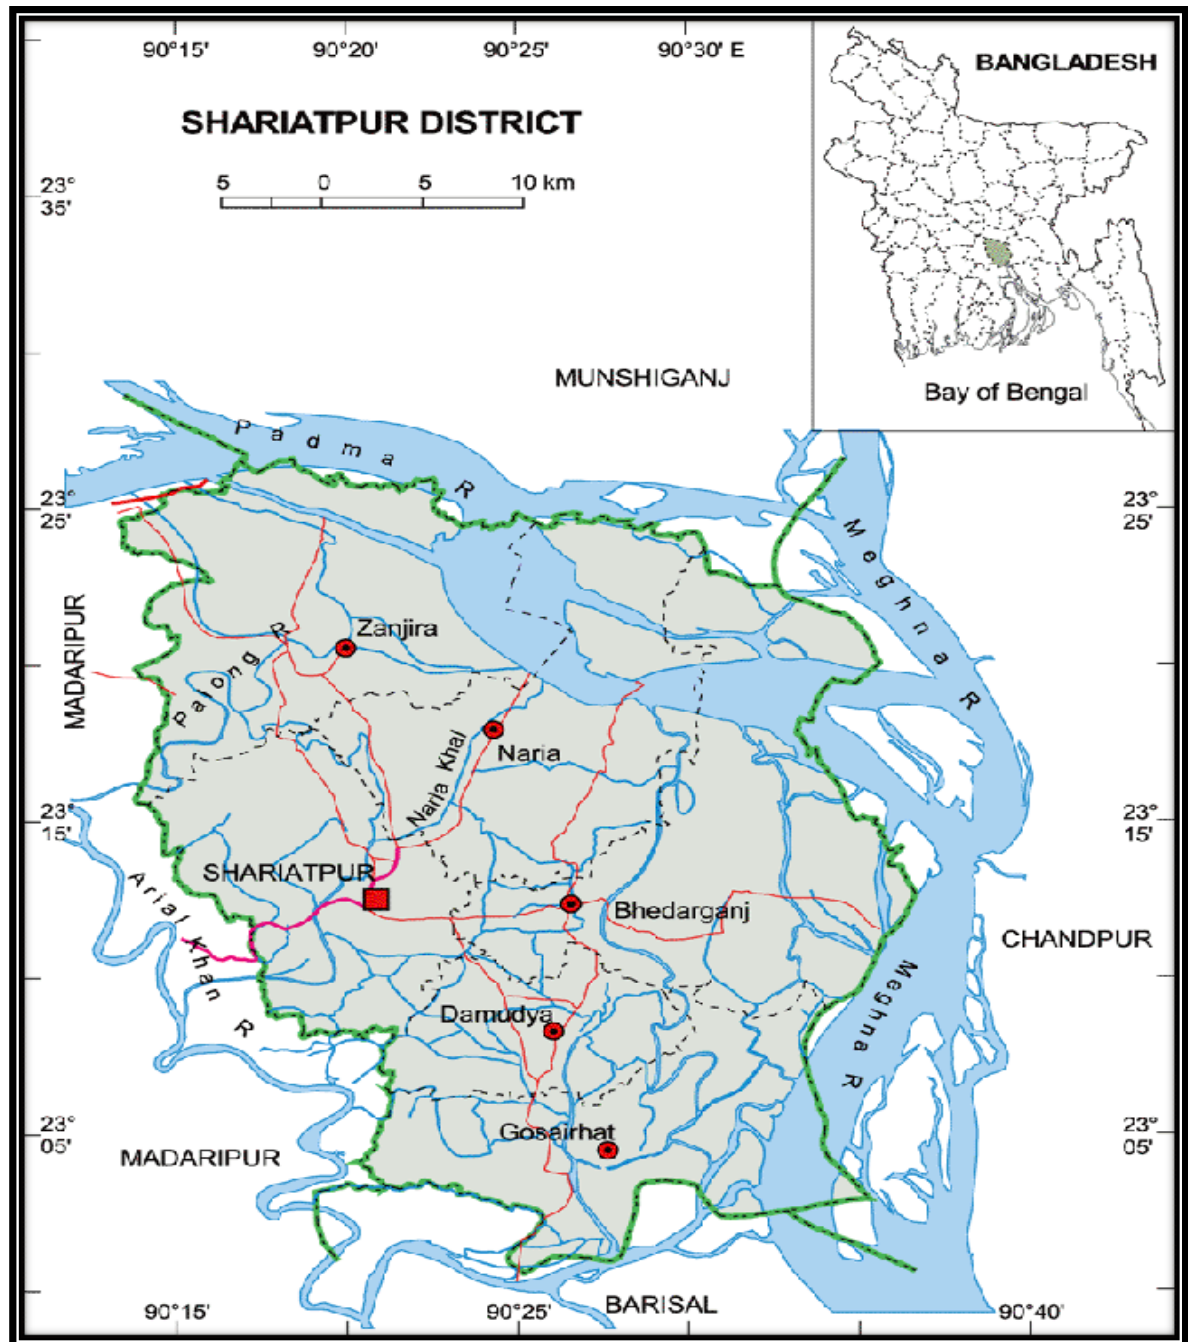 90°15' 90°20' 90°25' 90°30' E
BANGLADESH
SHARIATPUR DISTRICT
5 0 5 10 km
23°
35'
Bay of Bengal
MUNSHIGANJ
Padma R
23°
25'
23°
25'
Meghna R
MADARIPUR
Zanjira
Palong R
Naria
Naria Khal
23°
15'
23°
15'
SHARIATPUR
Arial Khan R
Bhedarganj
CHANDPUR
Meghna R
Damudya
23°
05'
23°
05'
Gosairhat
MADARIPUR
BARISAL
90°15' 90°25' 90°40'